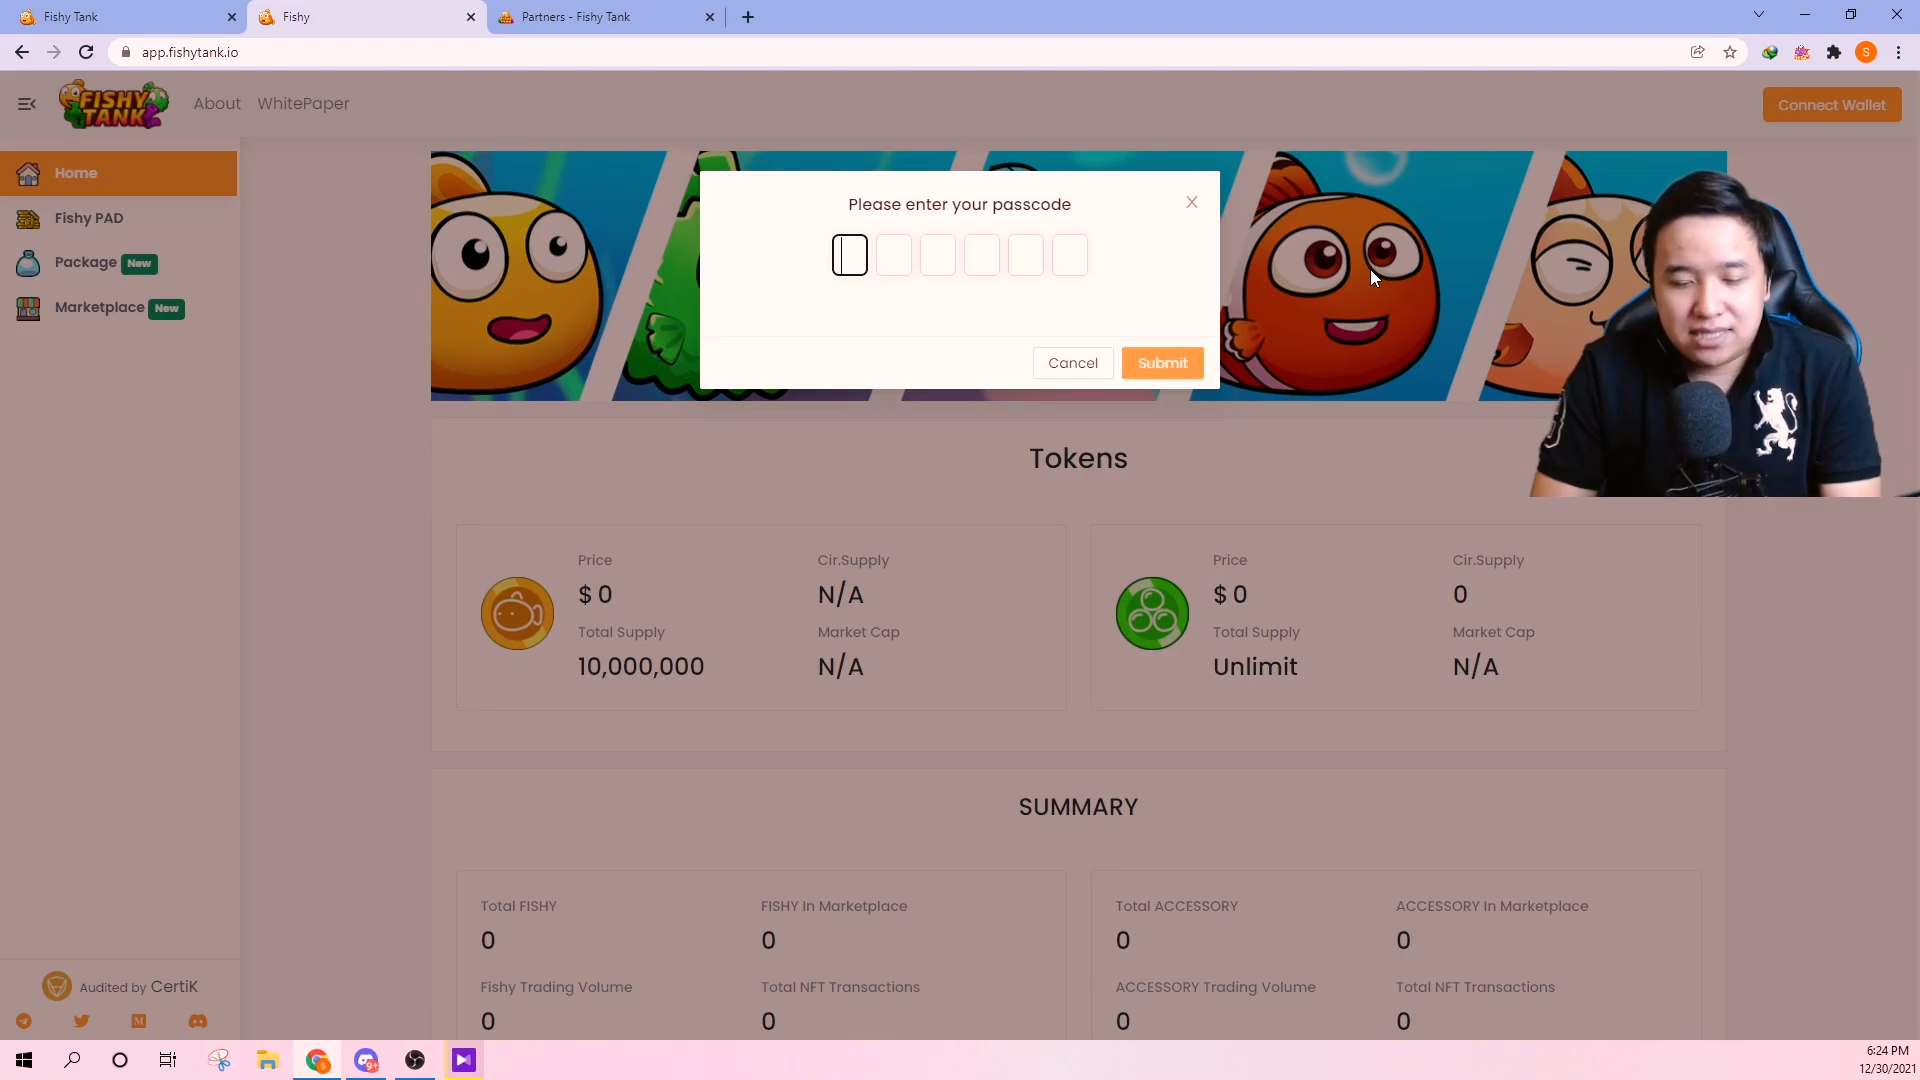 Fishy Tank
Fishy
Partners - Fishy Tank
app.fishytank.io
S
FISHY TANK
About
WhitePaper
Connect Wallet
Home
Fishy PAD
Package New
Marketplace New
Please enter your passcode
Cancel
Submit
Tokens
Price
Cir.Supply
$ 0
N/A
Total Supply
Market Cap
10,000,000
N/A
Price
Cir.Supply
$ 0
0
Total Supply
Market Cap
Unlimit
N/A
SUMMARY
Total FISHY
FISHY In Marketplace
0
0
Fishy Trading Volume
Total NFT Transactions
0
0
Total ACCESSORY
ACCESSORY In Marketplace
0
0
ACCESSORY Trading Volume
Total NFT Transactions
0
0
Audited by CertiK
M
S
9+
6:24 PM
12/30/2021